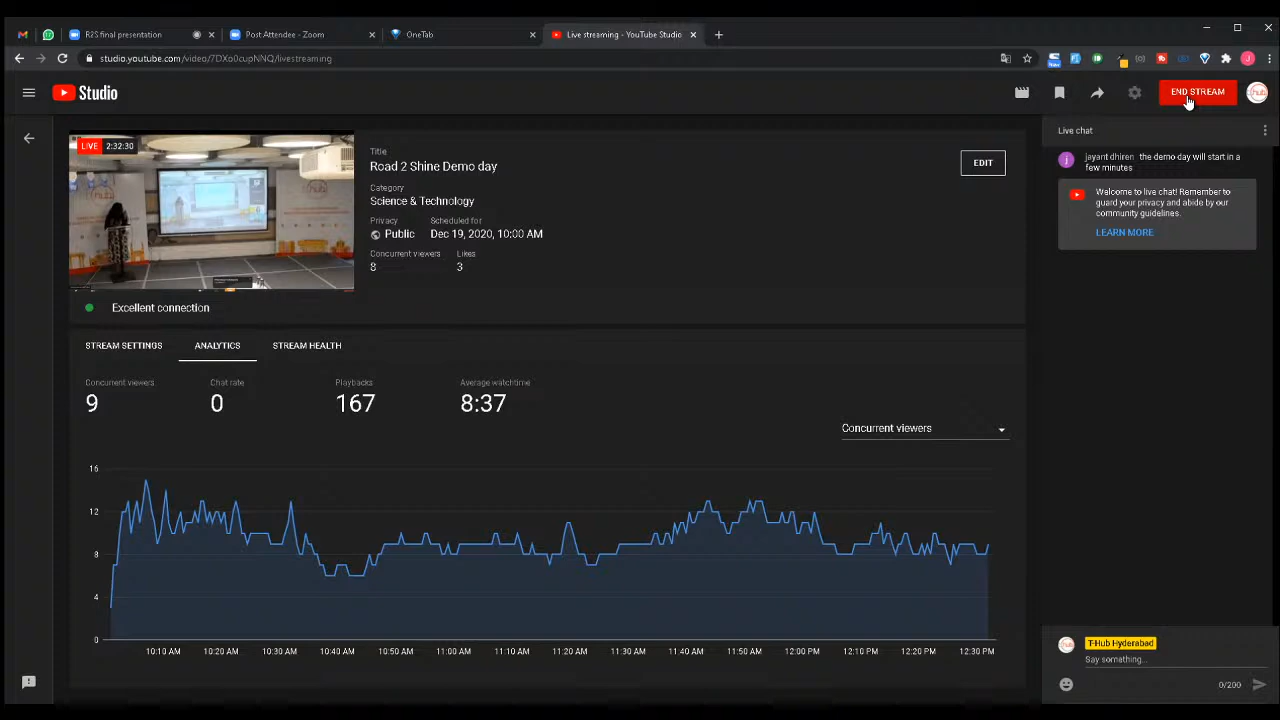 R2S final presentation
Post Attendee - Zoom
OneTab
Live streaming - YouTube Studio
studio.youtube.com/video/7DXo0cupNNQ/livestreaming
Studio
END STREAM
LIVE 2:32:30
Title
Road 2 Shine Demo day
EDIT
Category
Science & Technology
Privacy Scheduled for
Public Dec 19, 2020, 10:00 AM
Concurrent viewers Likes
8 3
Excellent connection
Live chat
jayant dhiren the demo day will start in a
few minutes
Welcome to live chat! Remember to
guard your privacy and abide by our
community guidelines.
LEARN MORE
STREAM SETTINGS ANALYTICS STREAM HEALTH
Concurrent viewers Chat rate Playbacks Average watchtime
9 0 167 8:37
Concurrent viewers
16
12
8
4
0
10:10 AM 10:20 AM 10:30 AM 10:40 AM 10:50 AM 11:00 AM 11:10 AM 11:20 AM 11:30 AM 11:40 AM 11:50 AM 12:00 PM 12:10 PM 12:20 PM 12:30 PM
T-Hub Hyderabad
Say something...
0/200